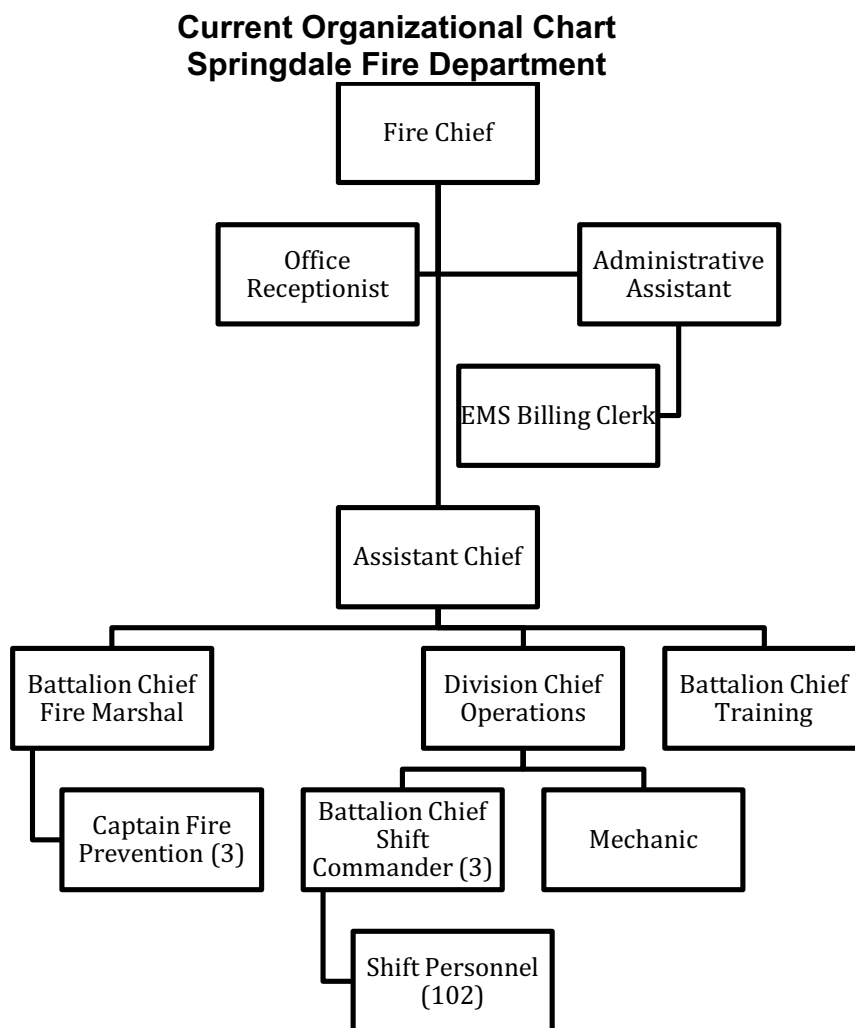 Current Organizational Chart
Springdale Fire Department
Fire Chief
Office
Receptionist
Administrative
Assistant
EMS Billing Clerk
Assistant Chief
Battalion Chief
Fire Marshal
Division Chief
Operations
Battalion Chief
Training
Captain Fire
Prevention (3)
Battalion Chief
Shift
Commander (3)
Mechanic
Shift Personnel
(102)